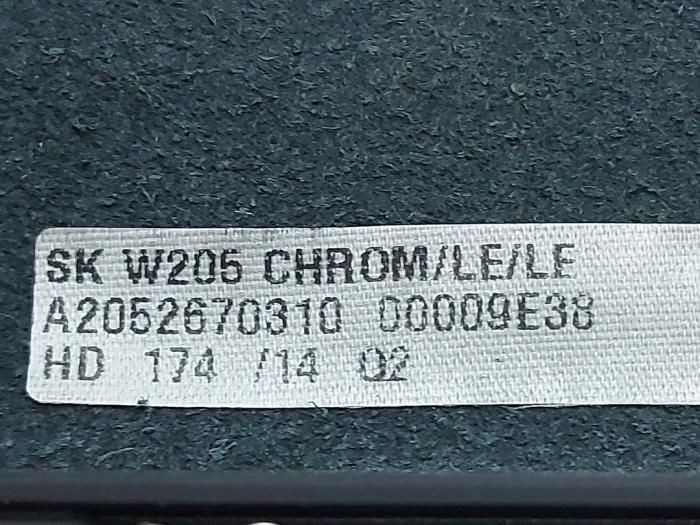 SK W205 CHROM/LE/LE
A2052670310 00009E38
HD 174 /14 02